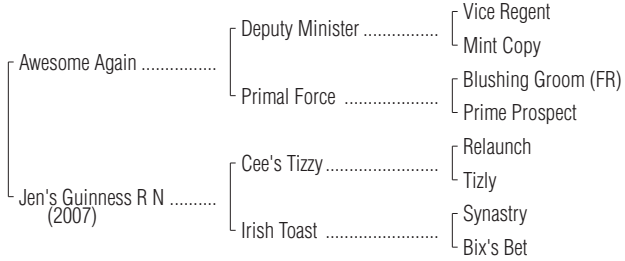 Vice Regent
Deputy Minister ..................
Mint Copy
Awesome Again ................
Blushing Groom (FR)
Primal Force ......................
Prime Prospect
Relaunch
Cee's Tizzy ..........................
Tizly
Jen's Guinness R N ..........
(2007)
Synastry
Irish Toast ..........................
Bix's Bet